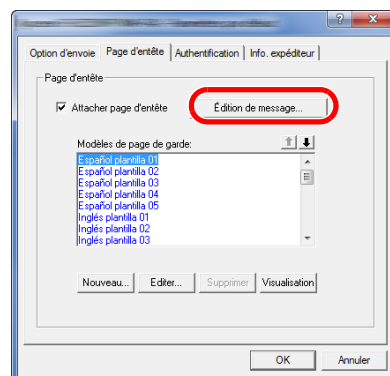 Option d'envoie Page d'entête Authentification Info. expéditeur
Page d'entête
Attacher page d'entête Édition de message...
Modèles de page de garde:
Español plantilla 01
Español plantilla 02
Español plantilla 03
Español plantilla 04
Español plantilla 05
Inglés plantilla 01
Inglés plantilla 02
Inglés plantilla 03
Nouveau... Editer... Supprimer Visualisation
OK Annuler